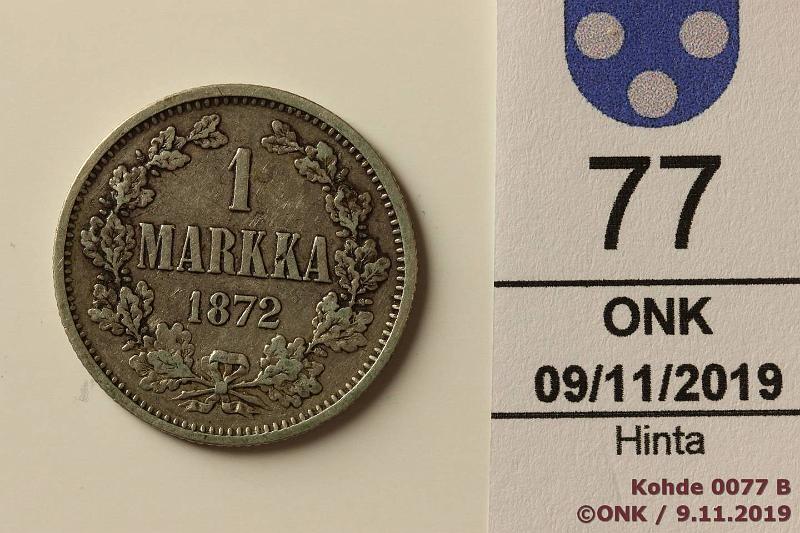 1
MARKKA
1872
77
ONK
09/11/2019
Hinta
Kohde 0077 B
©ONK / 9.11.2019